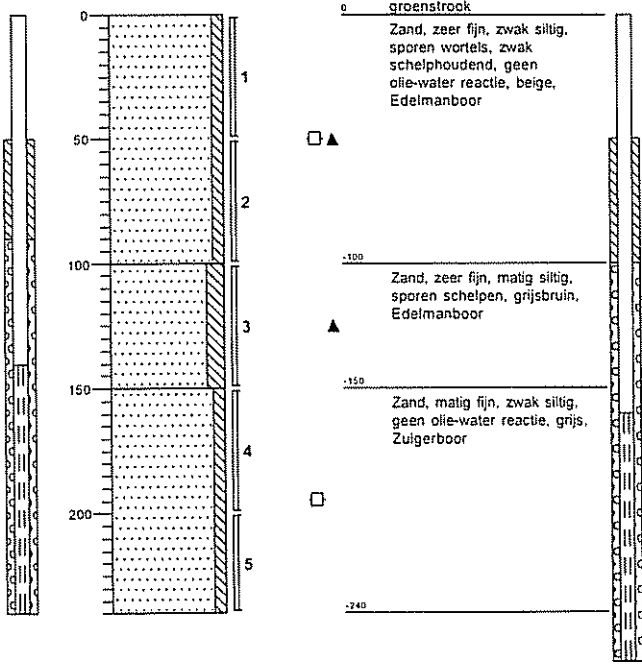 0
groenstrook
0
Zand, zeer fijn, zwak siltig,
sporen wortels, zwak
schelphoudend, geen
olie-water reactie, beige,
Edelmanboor
1
50
2
-100
100
Zand, zeer fijn, matig siltig,
sporen schelpen, grijsbruin,
Edelmanboor
3
-150
150
Zand, matig fijn, zwak siltig,
geen olie-water reactie, grijs,
Zuigerboor
4
200
5
-240